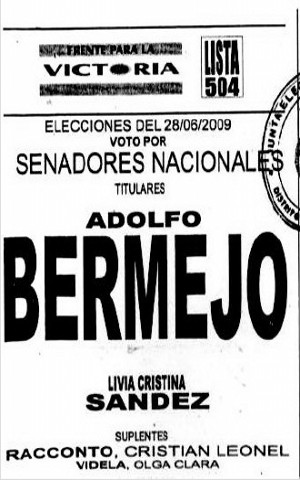 FRENTE PARA LA
VICTORIA
LISTA
504
ELECCIONES DEL 28/06/2009
VOTO POR
SENADORES NACIONALES
TITULARES
ADOLFO
BERMEJO
LIVIA CRISTINA
SANDEZ
SUPLENTES
RACCONTO, CRISTIAN LEONEL
VIDELA, OLGA CLARA